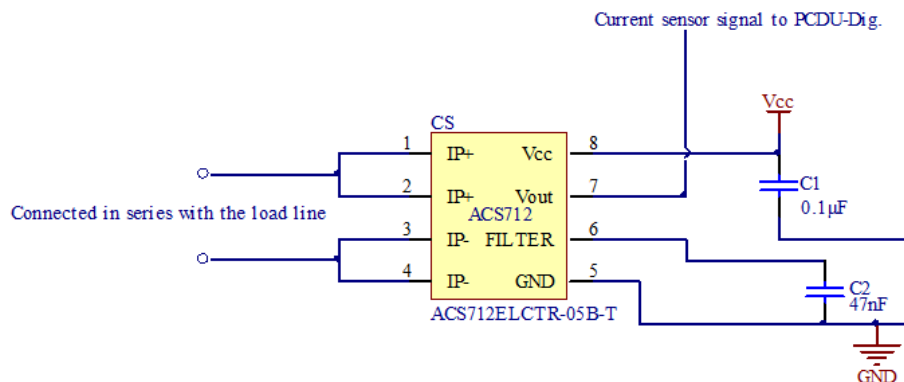 Current sensor signal to PCDU-Dig.
Vcc
CS
1 IP+ Vcc 8
2 IP+ Vout 7
ACS712
3 IP- FILTER 6
4 IP- GND 5
Connected in series with the load line
C1
0.1μF
C2
47nF
ACS712ELCTR-05B-T
GND